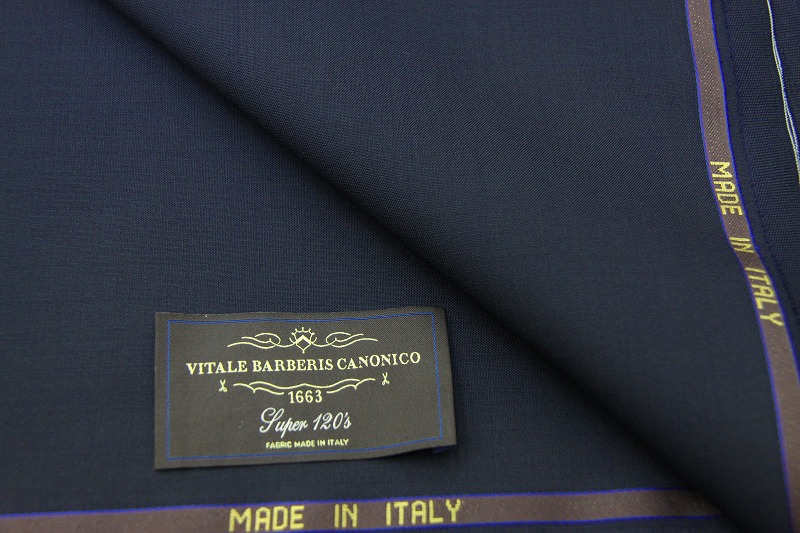 MADE IN ITALY
VITALE BARBERIS CANONICO
1663
Super 120's
FABRIC MADE IN ITALY
MADE IN ITALY